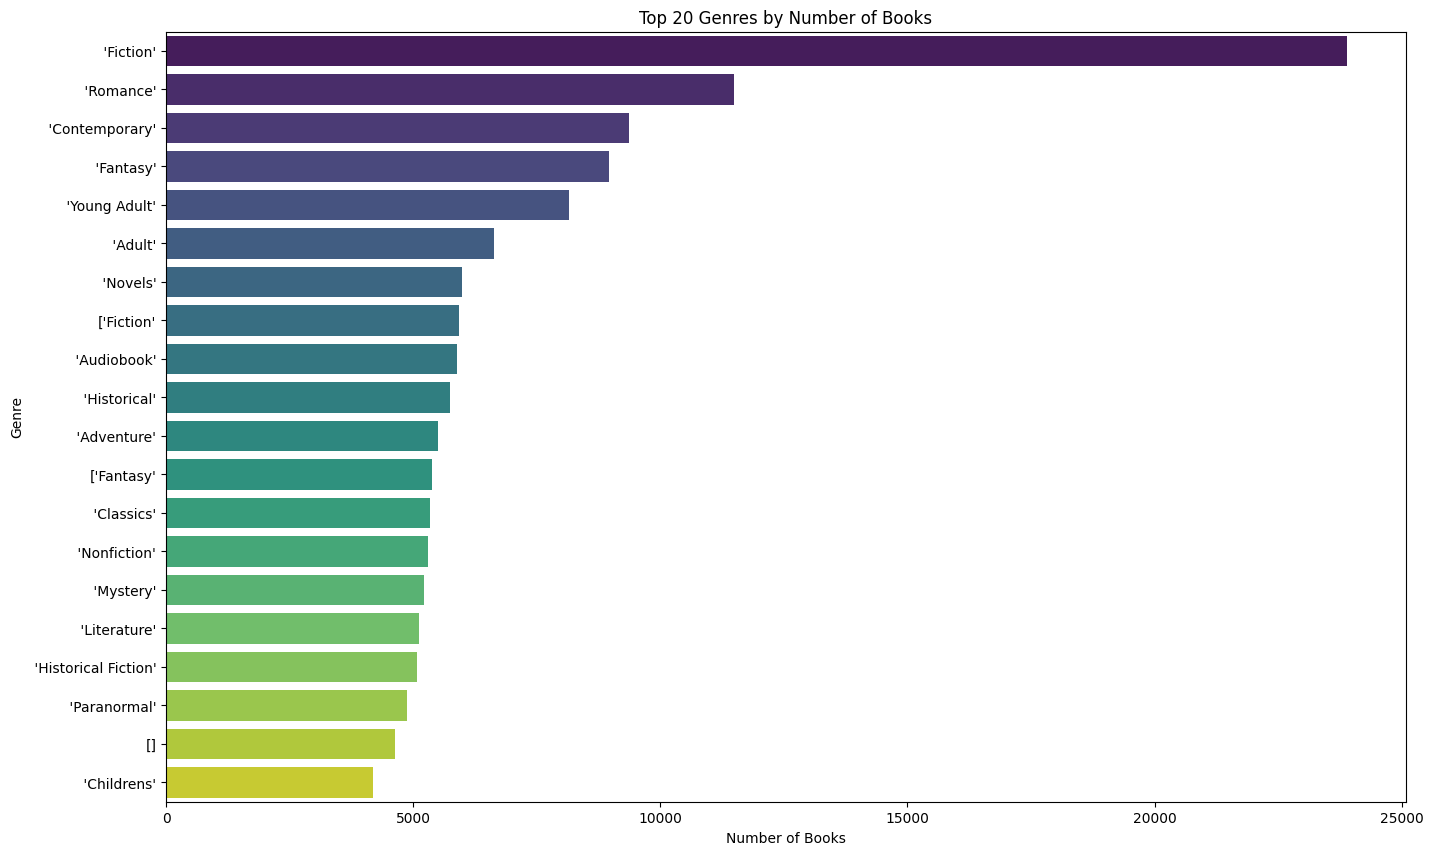 Top 20 Genres by Number of Books
'Fiction'
'Romance'
'Contemporary'
'Fantasy'
'Young Adult'
'Adult'
'Novels'
['Fiction'
'Audiobook'
'Historical'
'Adventure'
['Fantasy'
'Classics'
'Nonfiction'
'Mystery'
'Literature'
'Historical Fiction'
'Paranormal'
[]
'Childrens'
Genre
0 5000 10000 15000 20000 25000
Number of Books